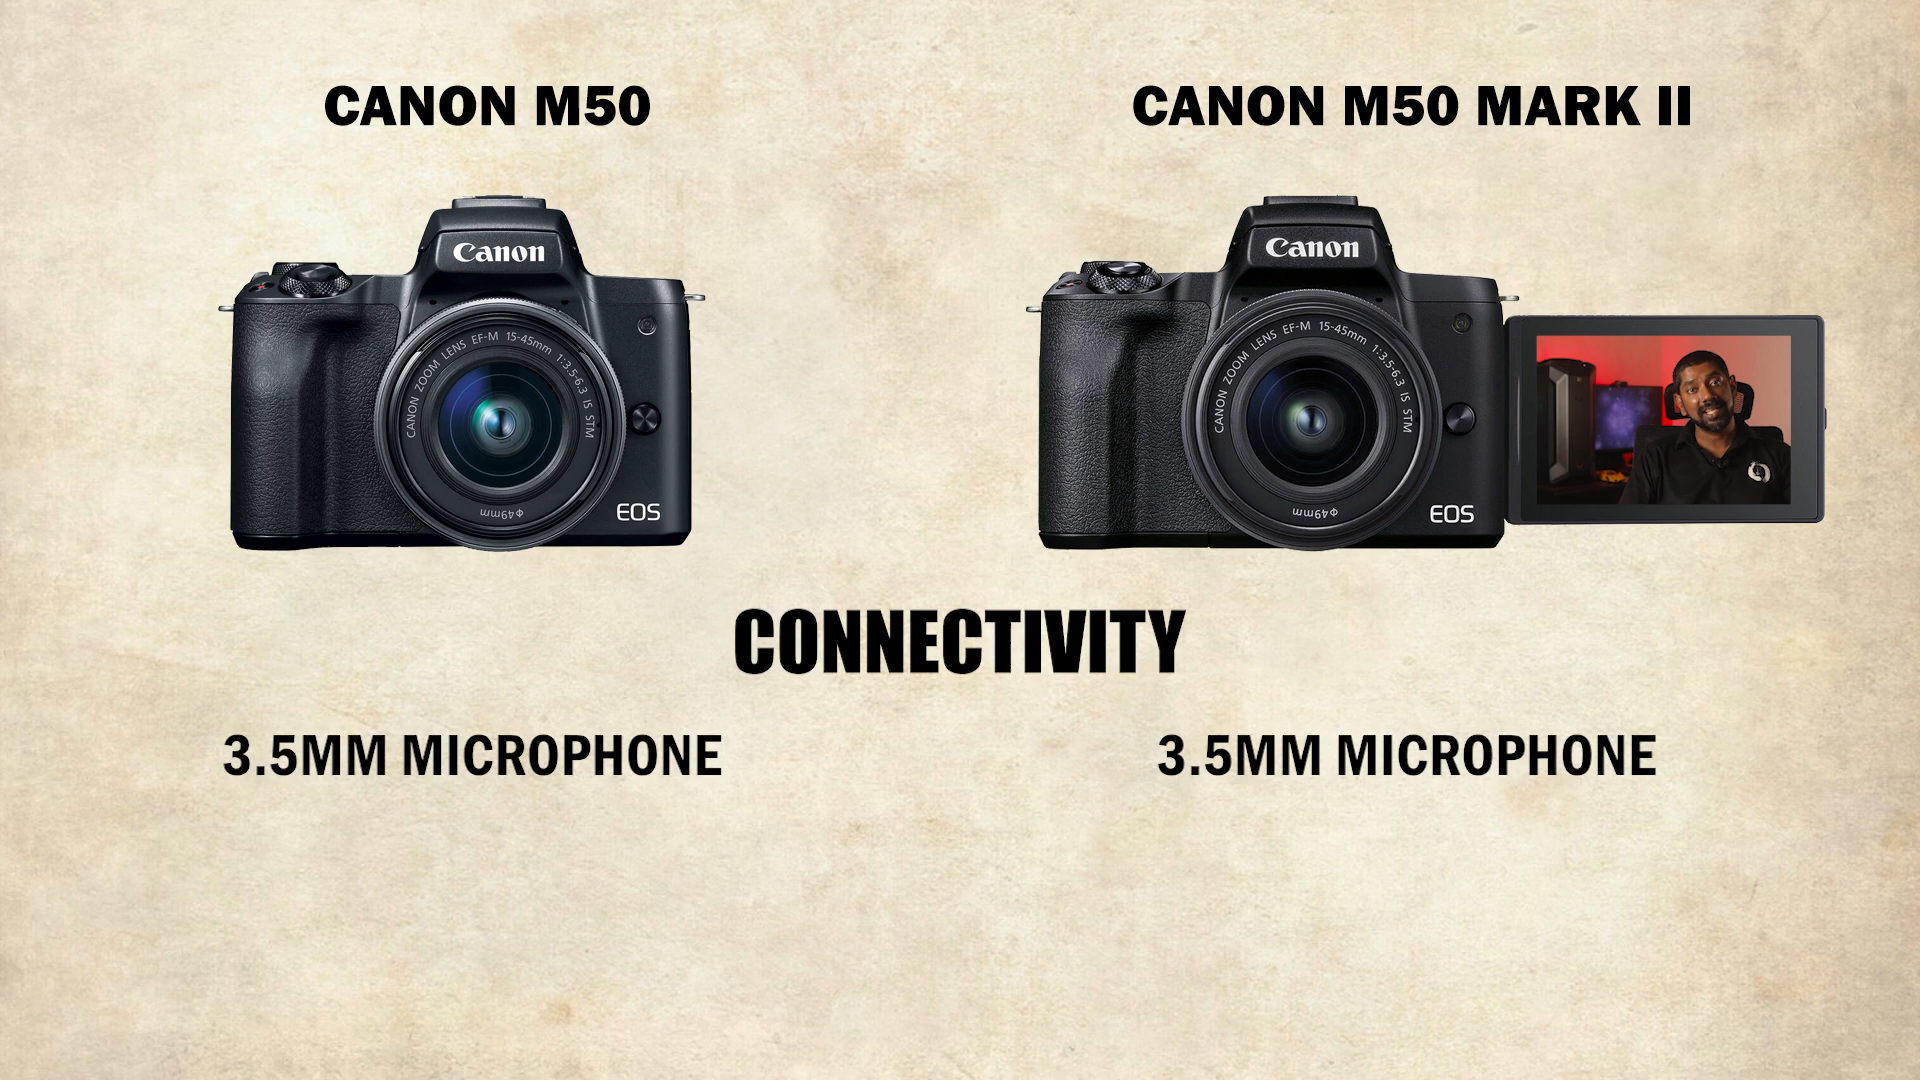 CANON M50
CANON M50 MARK II
Canon
CANON ZOOM LENS EF-M 15-45mm 1:3.5-6.3 IS STM
Φ49mm
EOS
Canon
CANON ZOOM LENS EF-M 15-45mm 1:3.5-6.3 IS STM
Φ49mm
EOS
CONNECTIVITY
3.5MM MICROPHONE
3.5MM MICROPHONE